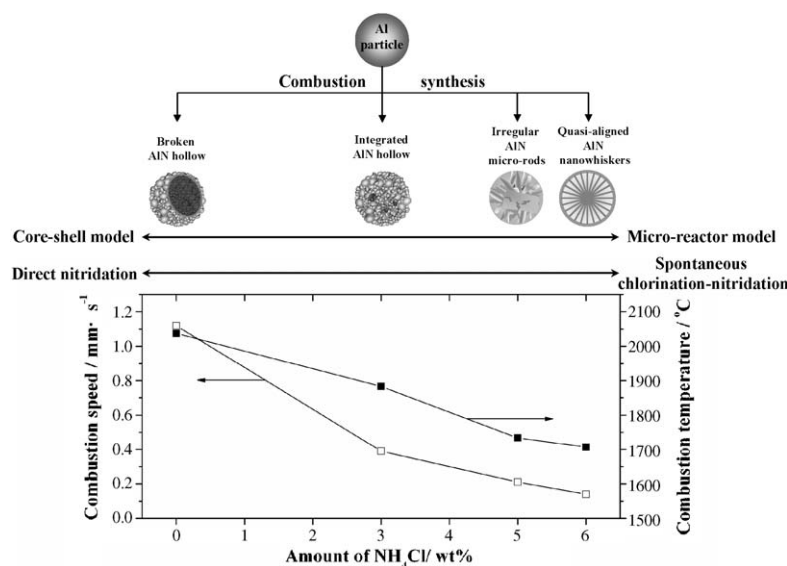 Al
particle
Combustion synthesis
Broken
AlN hollow
Integrated
AlN hollow
Irregular
AlN
micro-rods
Quasi-aligned
AlN
nanowhiskers
Core-shell model
Micro-reactor model
Direct nitridation
Spontaneous
chlorination-nitridation
Combustion speed / mm· s⁻¹
1.2
1.0
0.8
0.6
0.4
0.2
0.0
2100
2000
1900
1800
1700
1600
1500
Combustion temperature / °C
0 1 2 3 4 5 6
Amount of NH₄Cl/ wt%